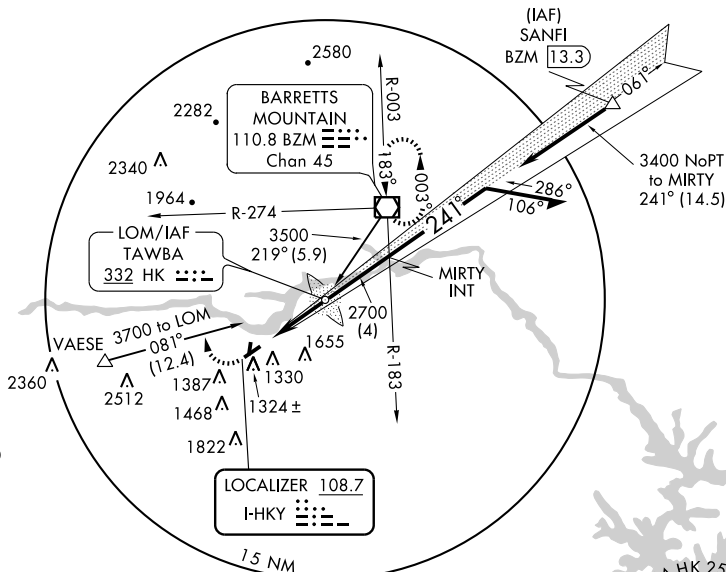 (IAF)
SANFI
BZM 13.3
2580
061°
R-003
BARRETTS
MOUNTAIN
110.8 BZM
Chan 45
2282
183°
003°
2340
3400 NoPT
to MIRTY
241° (14.5)
1964
286°
106°
R-274
241°
LOM/IAF
TAWBA
332 HK
3500
219° (5.9)
MIRTY
INT
2700
(4)
3700 to LOM
081°
(12.4)
VAESE
1655
R-183
2360
2512
1387
1330
1324 ±
1468
1822
LOCALIZER 108.7
I-HKY
15 NM